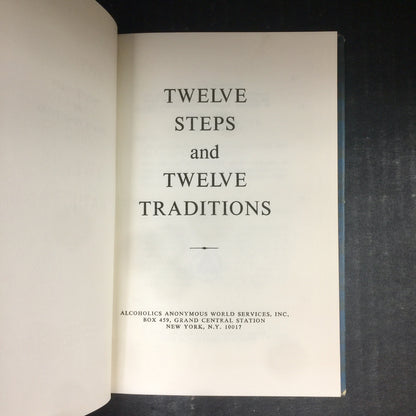 TWELVE
STEPS
and
TWELVE
TRADITIONS
ALCOHOLICS ANONYMOUS WORLD SERVICES, INC.
BOX 459, GRAND CENTRAL STATION
NEW YORK, N.Y. 10017